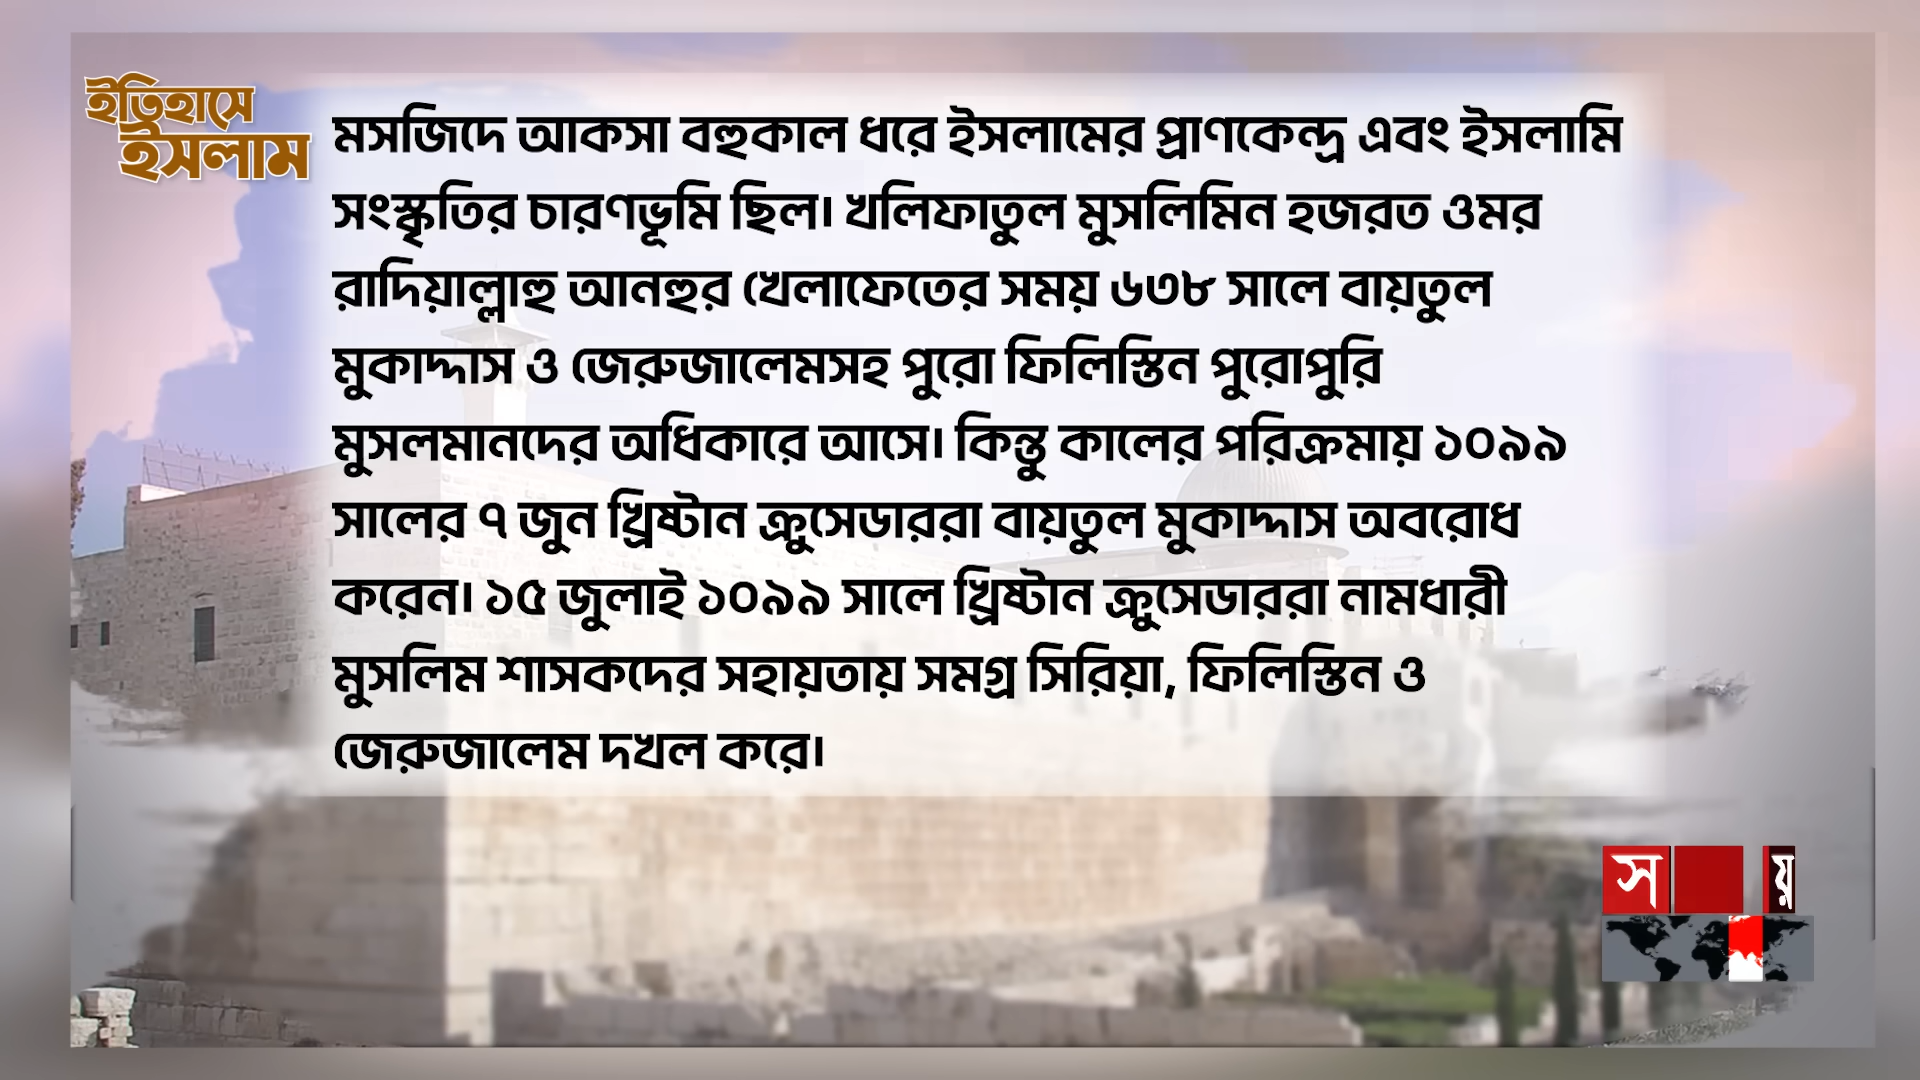 ইতিহাসে
ইসলাম
মসজিদে আকসা বহুকাল ধরে ইসলামের প্রাণকেন্দ্র এবং ইসলামি
সংস্কৃতির চারণভূমি ছিল। খলিফাতুল মুসলিমিন হজরত ওমর
রাদিয়াল্লাহু আনহুর খেলাফেতের সময় ৬৩৮ সালে বায়তুল
মুকাদ্দাস ও জেরুজালেমসহ পুরো ফিলিস্তিন পুরোপুরি
মুসলমানদের অধিকারে আসে। কিন্তু কালের পরিক্রমায় ১০৯৯
সালের ৭ জুন খ্রিষ্টান ক্রুসেডাররা বায়তুল মুকাদ্দাস অবরোধ
করেন। ১৫ জুলাই ১০৯৯ সালে খ্রিষ্টান ক্রুসেডাররা নামধারী
মুসলিম শাসকদের সহায়তায় সমগ্র সিরিয়া, ফিলিস্তিন ও
জেরুজালেম দখল করে।
স য়